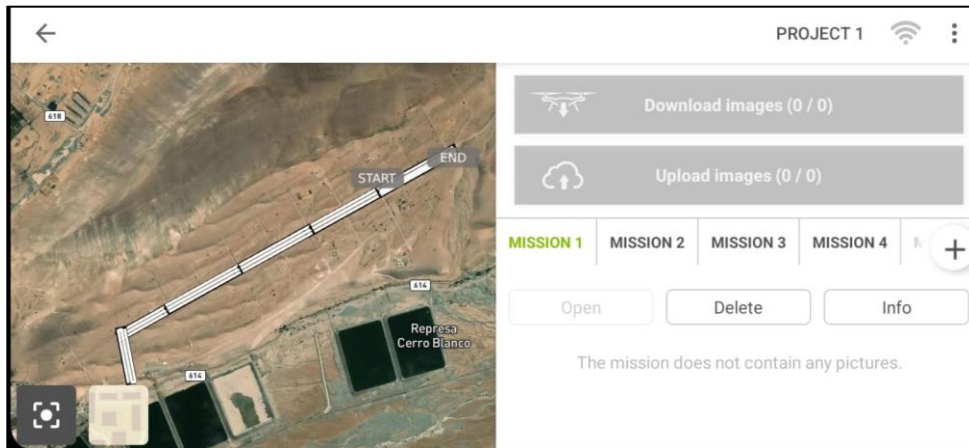 PROJECT 1
618
END
START
614
Represa
Cerro Blanco
614
Download images (0 / 0)
Upload images (0 / 0)
MISSION 1
MISSION 2
MISSION 3
MISSION 4
Open
Delete
Info
The mission does not contain any pictures.